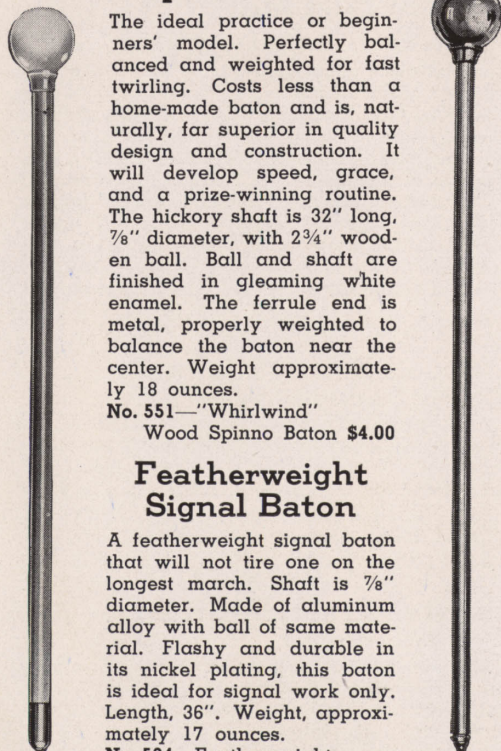 The ideal practice or begin-
ners' model. Perfectly bal-
anced and weighted for fast
twirling. Costs less than a
home-made baton and is, nat-
urally, far superior in quality
design and construction. It
will develop speed, grace,
and a prize-winning routine.
The hickory shaft is 32" long,
⅞" diameter, with 2¾" wood-
en ball. Ball and shaft are
finished in gleaming white
enamel. The ferrule end is
metal, properly weighted to
balance the baton near the
center. Weight approximate-
ly 18 ounces.
No. 551—"Whirlwind"
Wood Spinno Baton $4.00
Featherweight
Signal Baton
A featherweight signal baton
that will not tire one on the
longest march. Shaft is ⅞"
diameter. Made of aluminum
alloy with ball of same mate-
rial. Flashy and durable in
its nickel plating, this baton
is ideal for signal work only.
Length, 36". Weight, approxi-
mately 17 ounces.